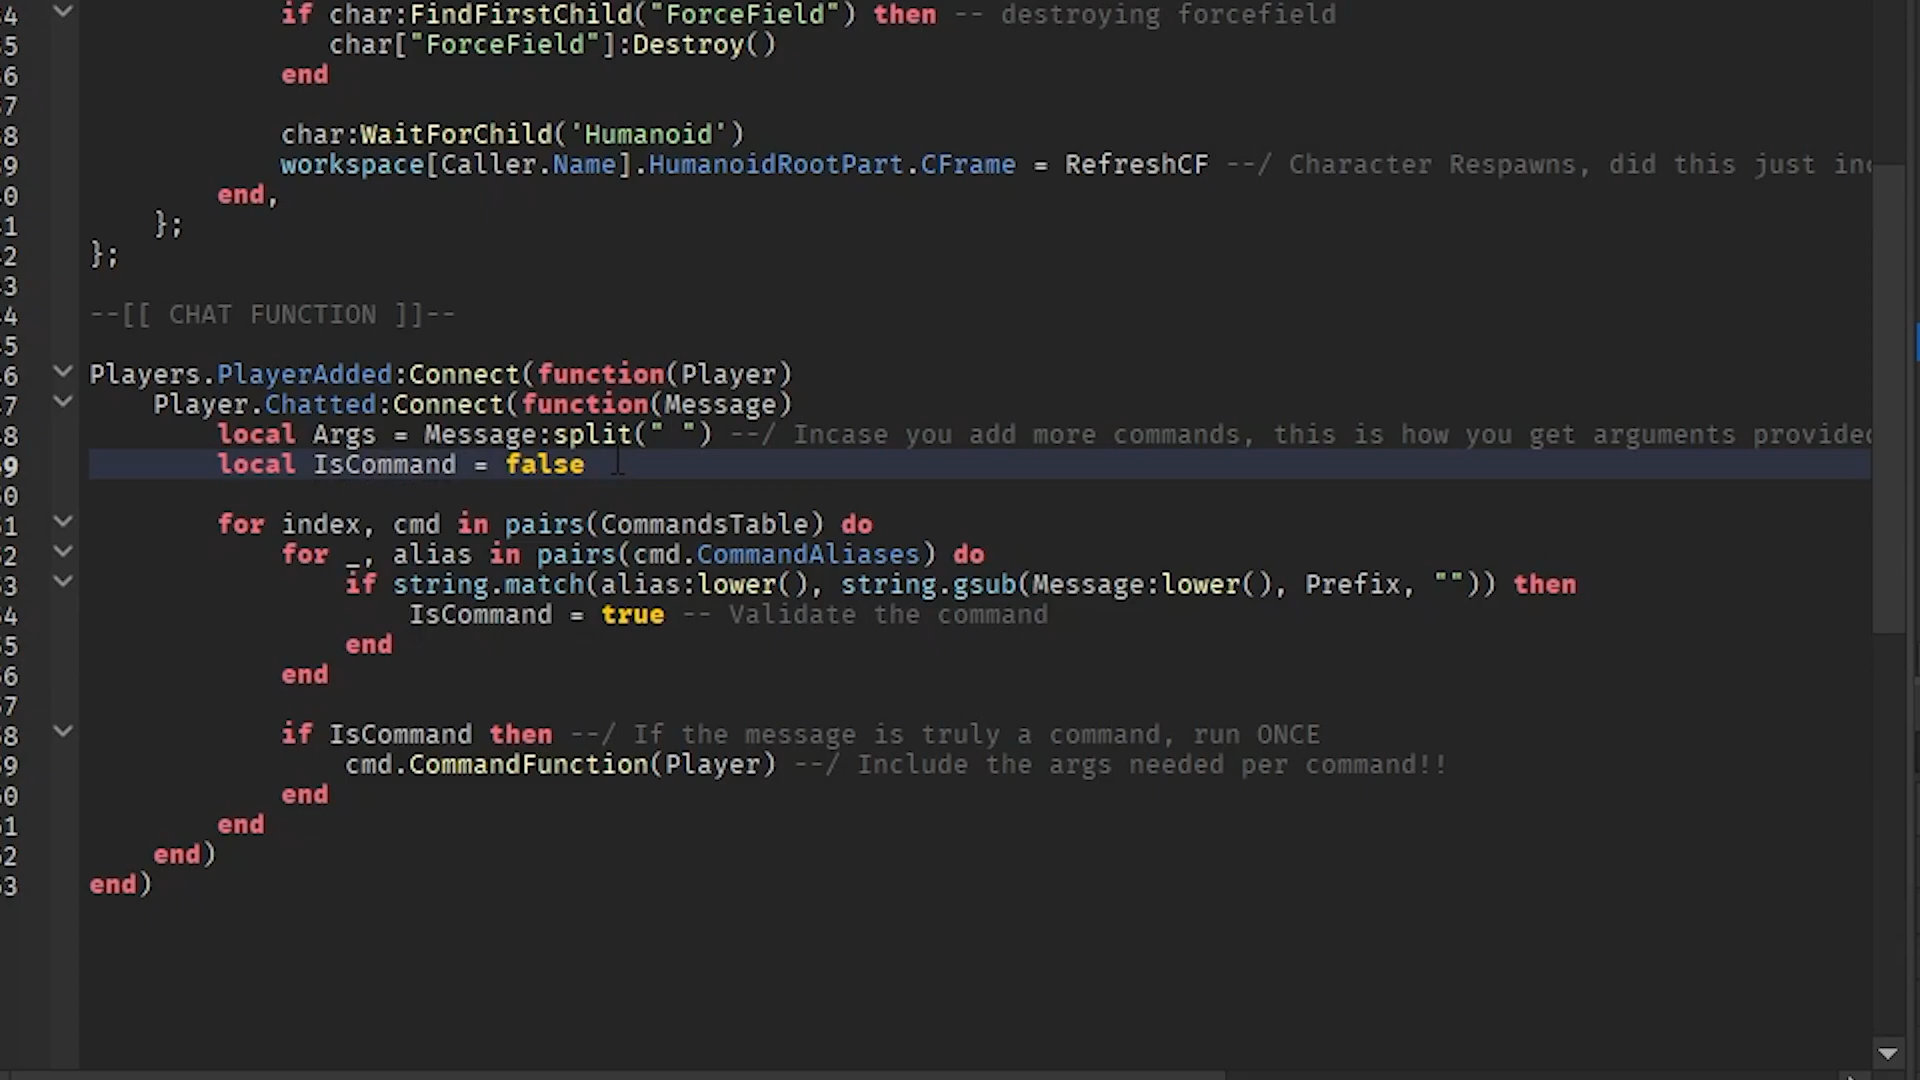 4 if char:FindFirstChild("ForceField") then -- destroying forcefield
5 char["ForceField"]:Destroy()
6 end
7
8 char:WaitForChild('Humanoid')
9 workspace[Caller.Name].HumanoidRootPart.CFrame = RefreshCF --/ Character Respawns, did this just
0 end,
1 };
2 };
3
4 --[[ CHAT FUNCTION ]]--
5
6 Players.PlayerAdded:Connect(function(Player)
7 Player.Chatted:Connect(function(Message)
8 local Args = Message:split(" ") --/ Incase you add more commands, this is how you get arguments provided
9 local IsCommand = false
0
1 for index, cmd in pairs(CommandsTable) do
2 for _, alias in pairs(cmd.CommandAliases) do
3 if string.match(alias:lower(), string.gsub(Message:lower(), Prefix, "")) then
4 IsCommand = true -- Validate the command
5 end
6 end
7
8 if IsCommand then --/ If the message is truly a command, run ONCE
9 cmd.CommandFunction(Player) --/ Include the args needed per command!!
0 end
1 end
2 end)
3 end)